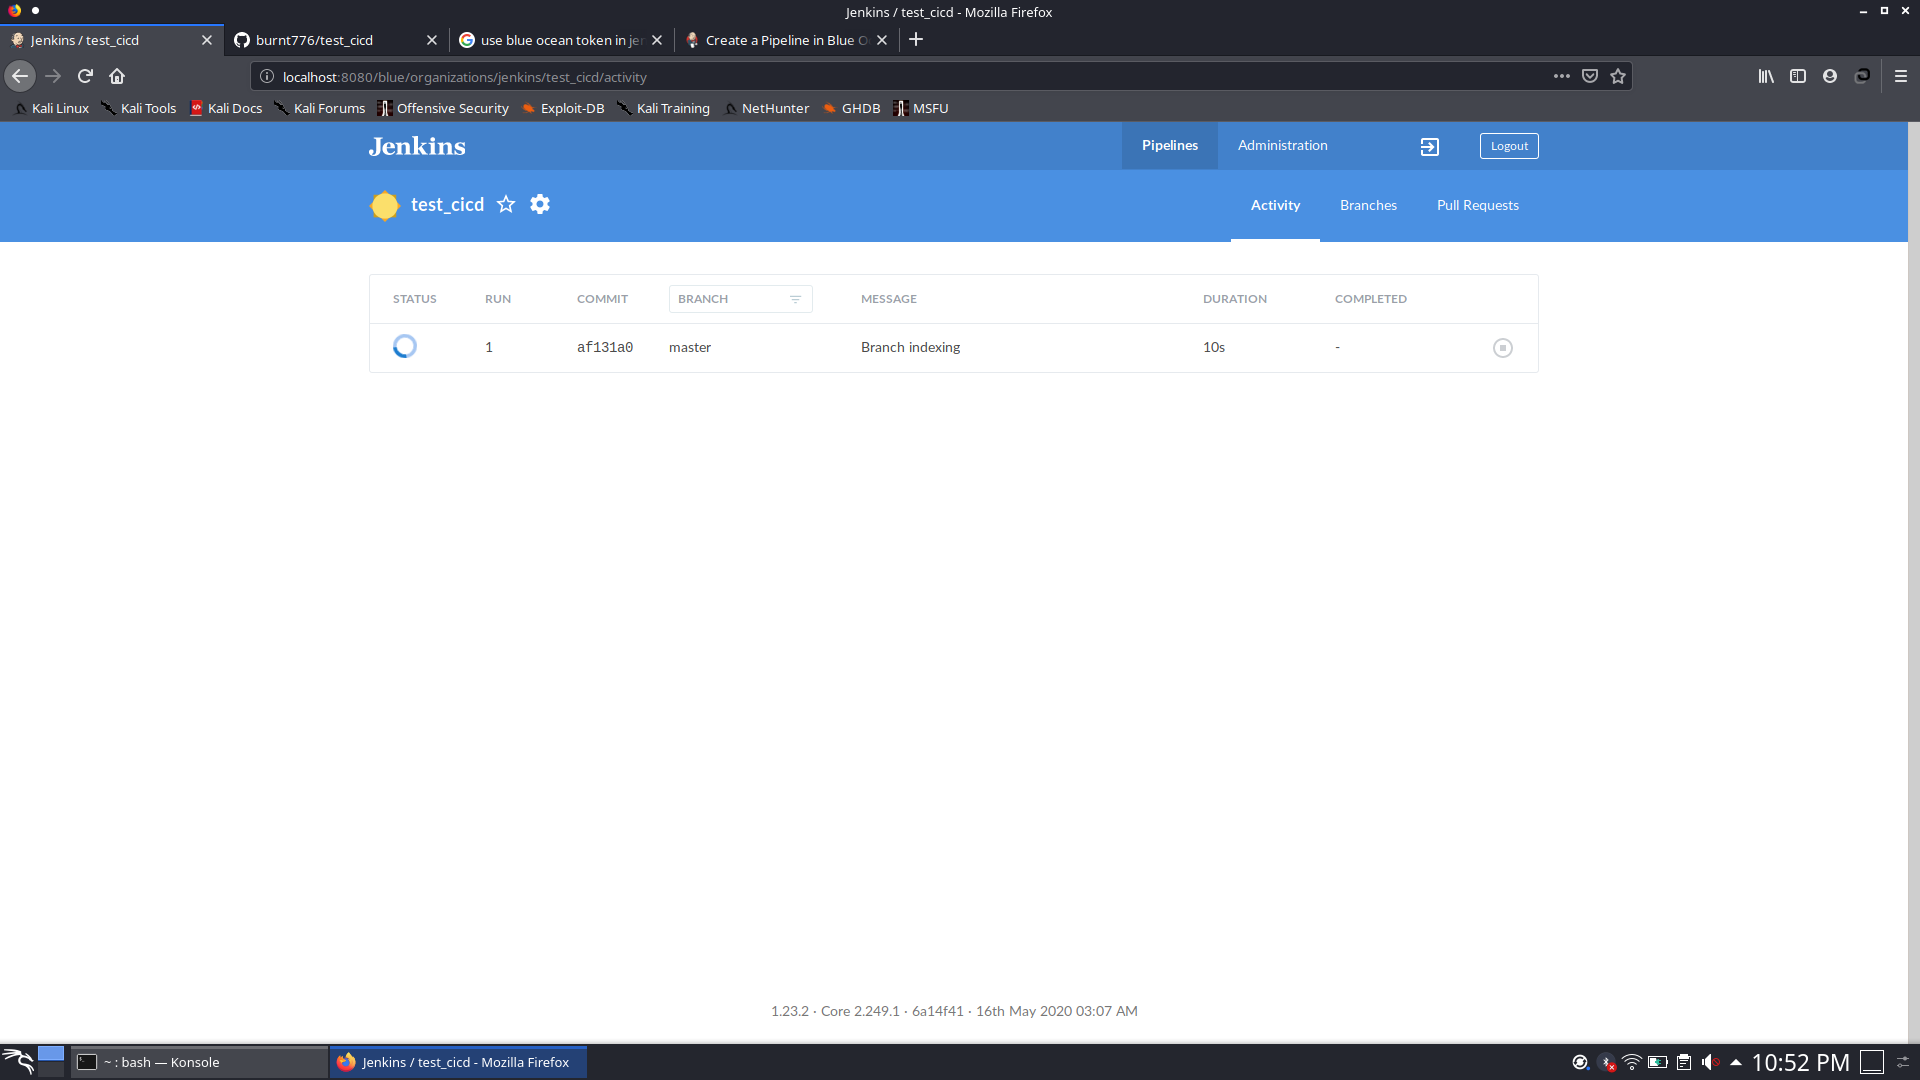 Jenkins / test_cicd - Mozilla Firefox
Jenkins / test_cicd burnt776/test_cicd use blue ocean token in je Create a Pipeline in Blue O
localhost:8080/blue/organizations/jenkins/test_cicd/activity
Kali Linux Kali Tools Kali Docs Kali Forums Offensive Security Exploit-DB Kali Training NetHunter GHDB MSFU
Jenkins Pipelines Administration Logout
test_cicd Activity Branches Pull Requests
STATUS RUN COMMIT BRANCH MESSAGE DURATION COMPLETED
1 af131a0 master Branch indexing 10s -
1.23.2 · Core 2.249.1 · 6a14f41 · 16th May 2020 03:07 AM
~ : bash — Konsole Jenkins / test_cicd - Mozilla Firefox 10:52 PM